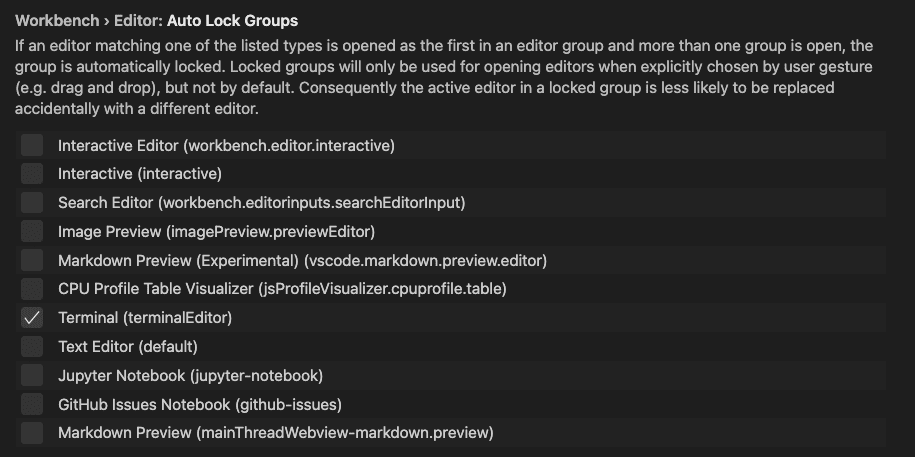 Workbench › Editor: Auto Lock Groups
If an editor matching one of the listed types is opened as the first in an editor group and more than one group is open, the
group is automatically locked. Locked groups will only be used for opening editors when explicitly chosen by user gesture
(e.g. drag and drop), but not by default. Consequently the active editor in a locked group is less likely to be replaced
accidentally with a different editor.
Interactive Editor (workbench.editor.interactive)
Interactive (interactive)
Search Editor (workbench.editorinputs.searchEditorInput)
Image Preview (imagePreview.previewEditor)
Markdown Preview (Experimental) (vscode.markdown.preview.editor)
CPU Profile Table Visualizer (jsProfileVisualizer.cpuprofile.table)
Terminal (terminalEditor)
Text Editor (default)
Jupyter Notebook (jupyter-notebook)
GitHub Issues Notebook (github-issues)
Markdown Preview (mainThreadWebview-markdown.preview)